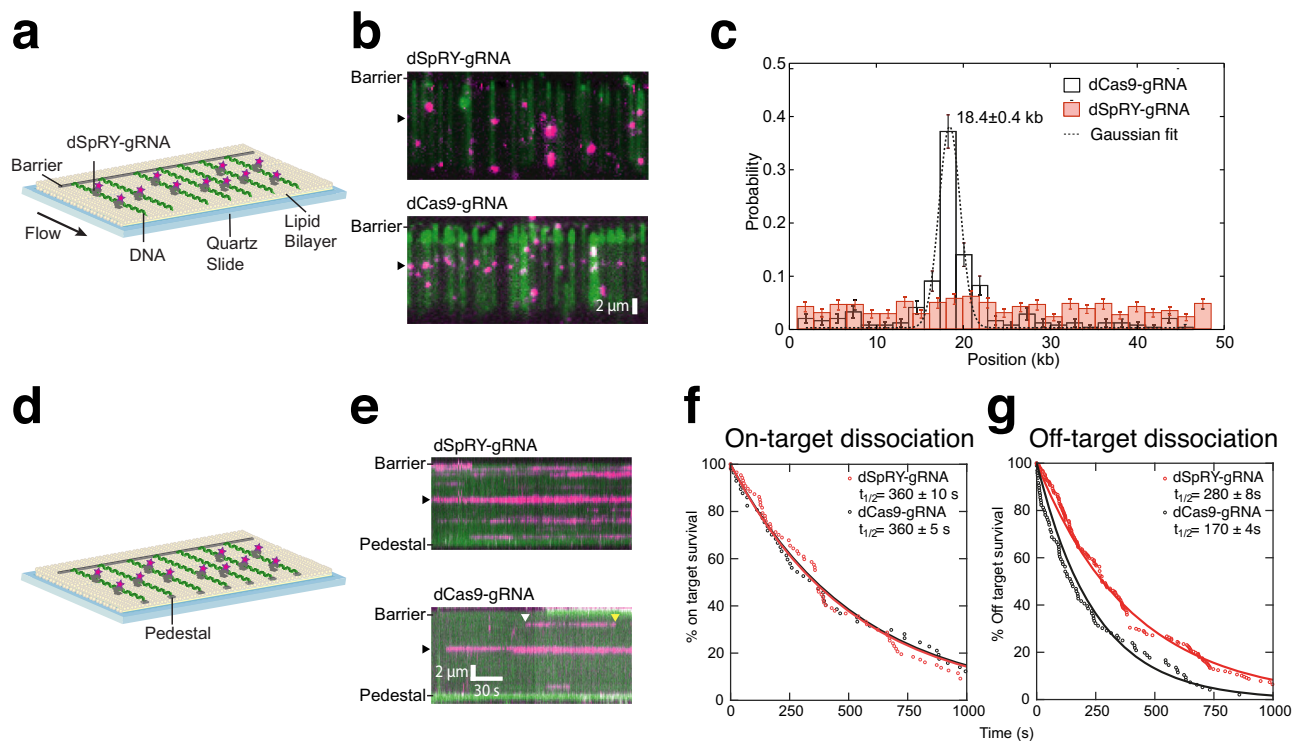 a
dSpRY-gRNA
Barrier
Flow
DNA
Quartz
Slide
Lipid
Bilayer
b
dSpRY-gRNA
Barrier
dCas9-gRNA
Barrier
2 µm
c
0.5
0.4
0.3
0.2
0.1
0
Probability
18.4±0.4 kb
dCas9-gRNA
dSpRY-gRNA
Gaussian fit
0 10 20 30 40 50
Position (kb)
d
Pedestal
e
dSpRY-gRNA
Barrier
Pedestal
dCas9-gRNA
Barrier
2 µm
30 s
Pedestal
f
On-target dissociation
100
80
60
40
20
0
% on target survival
dSpRY-gRNA
t1/2= 360 ± 10 s
dCas9-gRNA
t1/2= 360 ± 5 s
0 250 500 750 1000
g
Off-target dissociation
100
80
60
40
20
0
% Off target survival
dSpRY-gRNA
t1/2= 280 ± 8s
dCas9-gRNA
t1/2= 170 ± 4s
0 250 500 750 1000
Time (s)